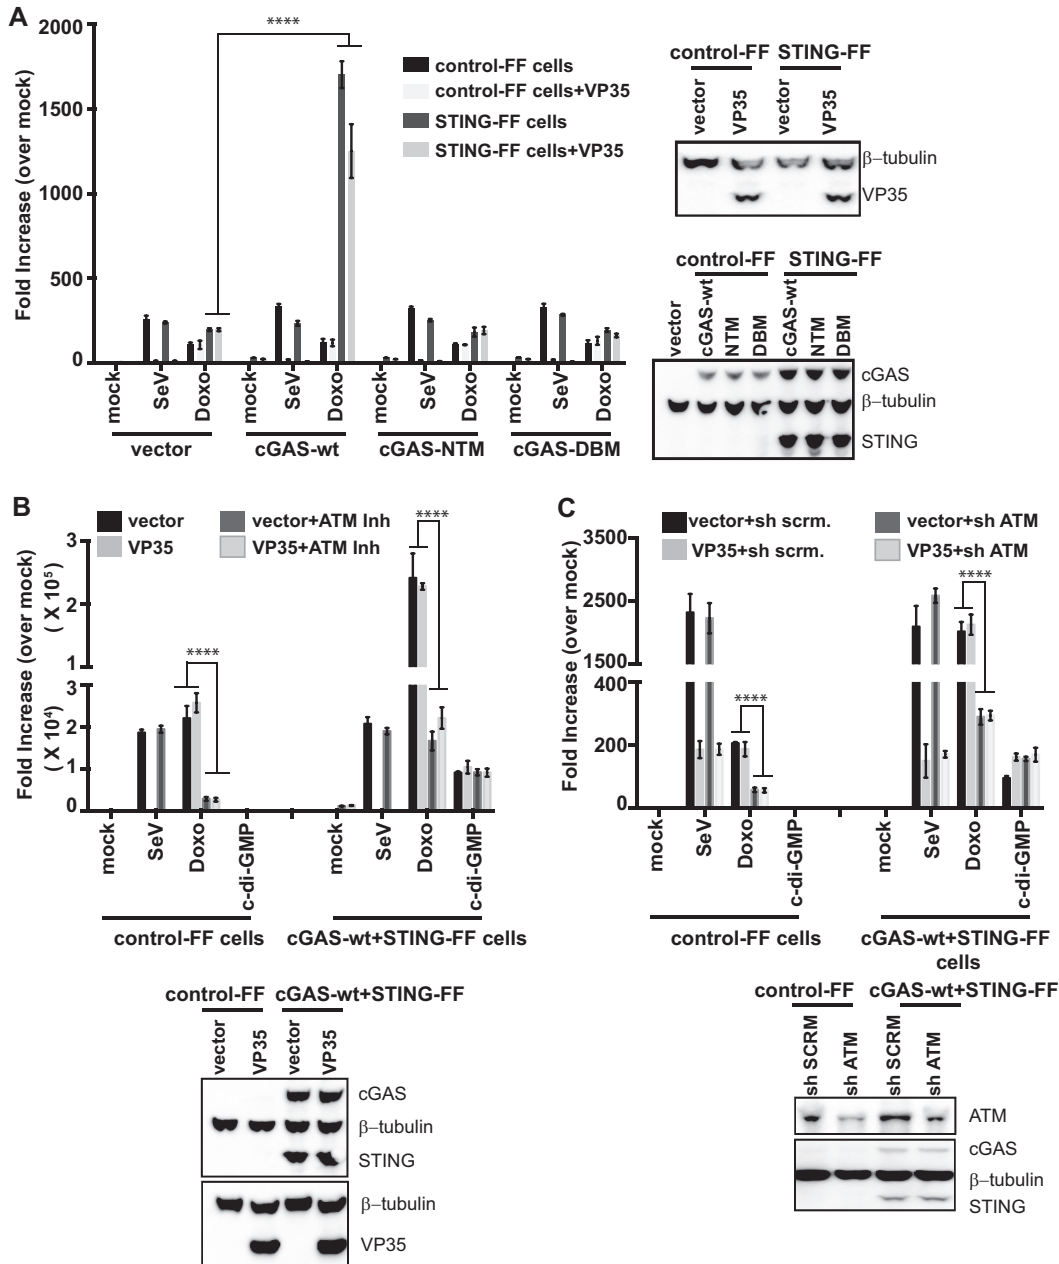 A
Fold Increase (over mock)
2000
1500
1000
500
0
****
control-FF cells
control-FF cells+VP35
STING-FF cells
STING-FF cells+VP35
mock
SeV
Doxo
mock
SeV
Doxo
mock
SeV
Doxo
mock
SeV
Doxo
vector
cGAS-wt
cGAS-NTM
cGAS-DBM
control-FF STING-FF
vector
VP35
vector
VP35
β–tubulin
VP35
control-FF STING-FF
vector
cGAS-wt
NTM
DBM
cGAS-wt
NTM
DBM
cGAS
β–tubulin
STING
B
vector
VP35
vector+ATM Inh
VP35+ATM Inh
Fold Increase (over mock)
( X 10⁵)
( X 10⁴)
3
2
1
3
2
1
0
****
****
mock
SeV
Doxo
c-di-GMP
mock
SeV
Doxo
c-di-GMP
control-FF cells
cGAS-wt+STING-FF cells
control-FF cGAS-wt+STING-FF
vector
VP35
vector
VP35
cGAS
β–tubulin
STING
β–tubulin
VP35
C
vector+sh scrm.
VP35+sh scrm.
vector+sh ATM
VP35+sh ATM
Fold Increase (over mock)
3500
2500
1500
400
200
0
****
****
mock
SeV
Doxo
c-di-GMP
mock
SeV
Doxo
c-di-GMP
control-FF cells
cGAS-wt+STING-FF
cells
control-FF cGAS-wt+STING-FF
sh SCRM
sh ATM
sh SCRM
sh ATM
ATM
cGAS
β–tubulin
STING